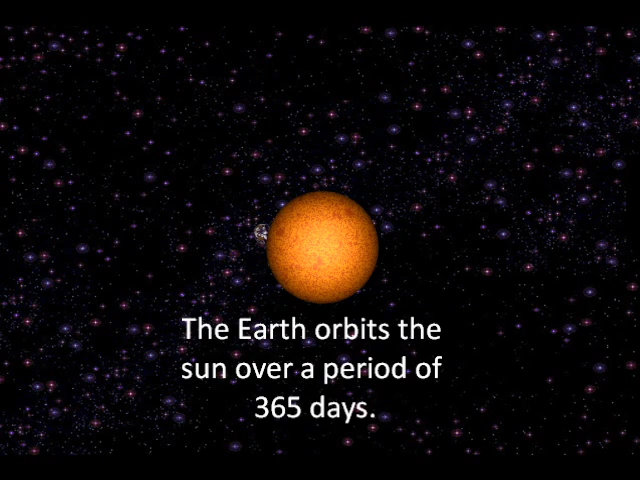 The Earth orbits the
sun over a period of
365 days.